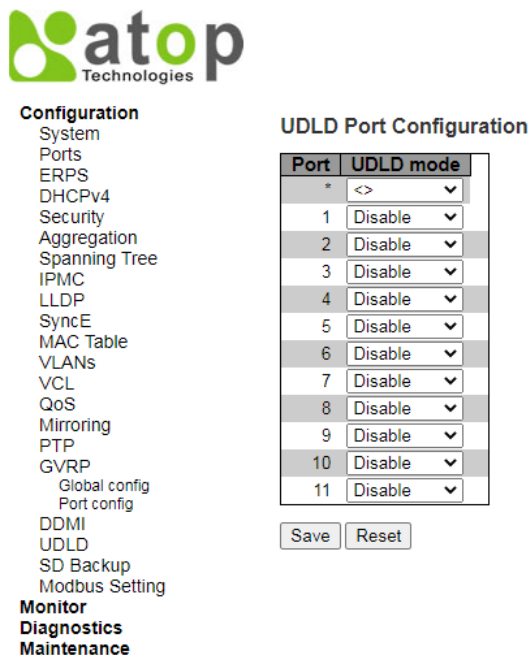 atop
Technologies
Configuration
System
Ports
ERPS
DHCPv4
Security
Aggregation
Spanning Tree
IPMC
LLDP
SyncE
MAC Table
VLANs
VCL
QoS
Mirroring
PTP
GVRP
Global config
Port config
DDMI
UDLD
SD Backup
Modbus Setting
Monitor
Diagnostics
Maintenance
UDLD Port Configuration
Port UDLD mode
* <>
1 Disable
2 Disable
3 Disable
4 Disable
5 Disable
6 Disable
7 Disable
8 Disable
9 Disable
10 Disable
11 Disable
Save Reset